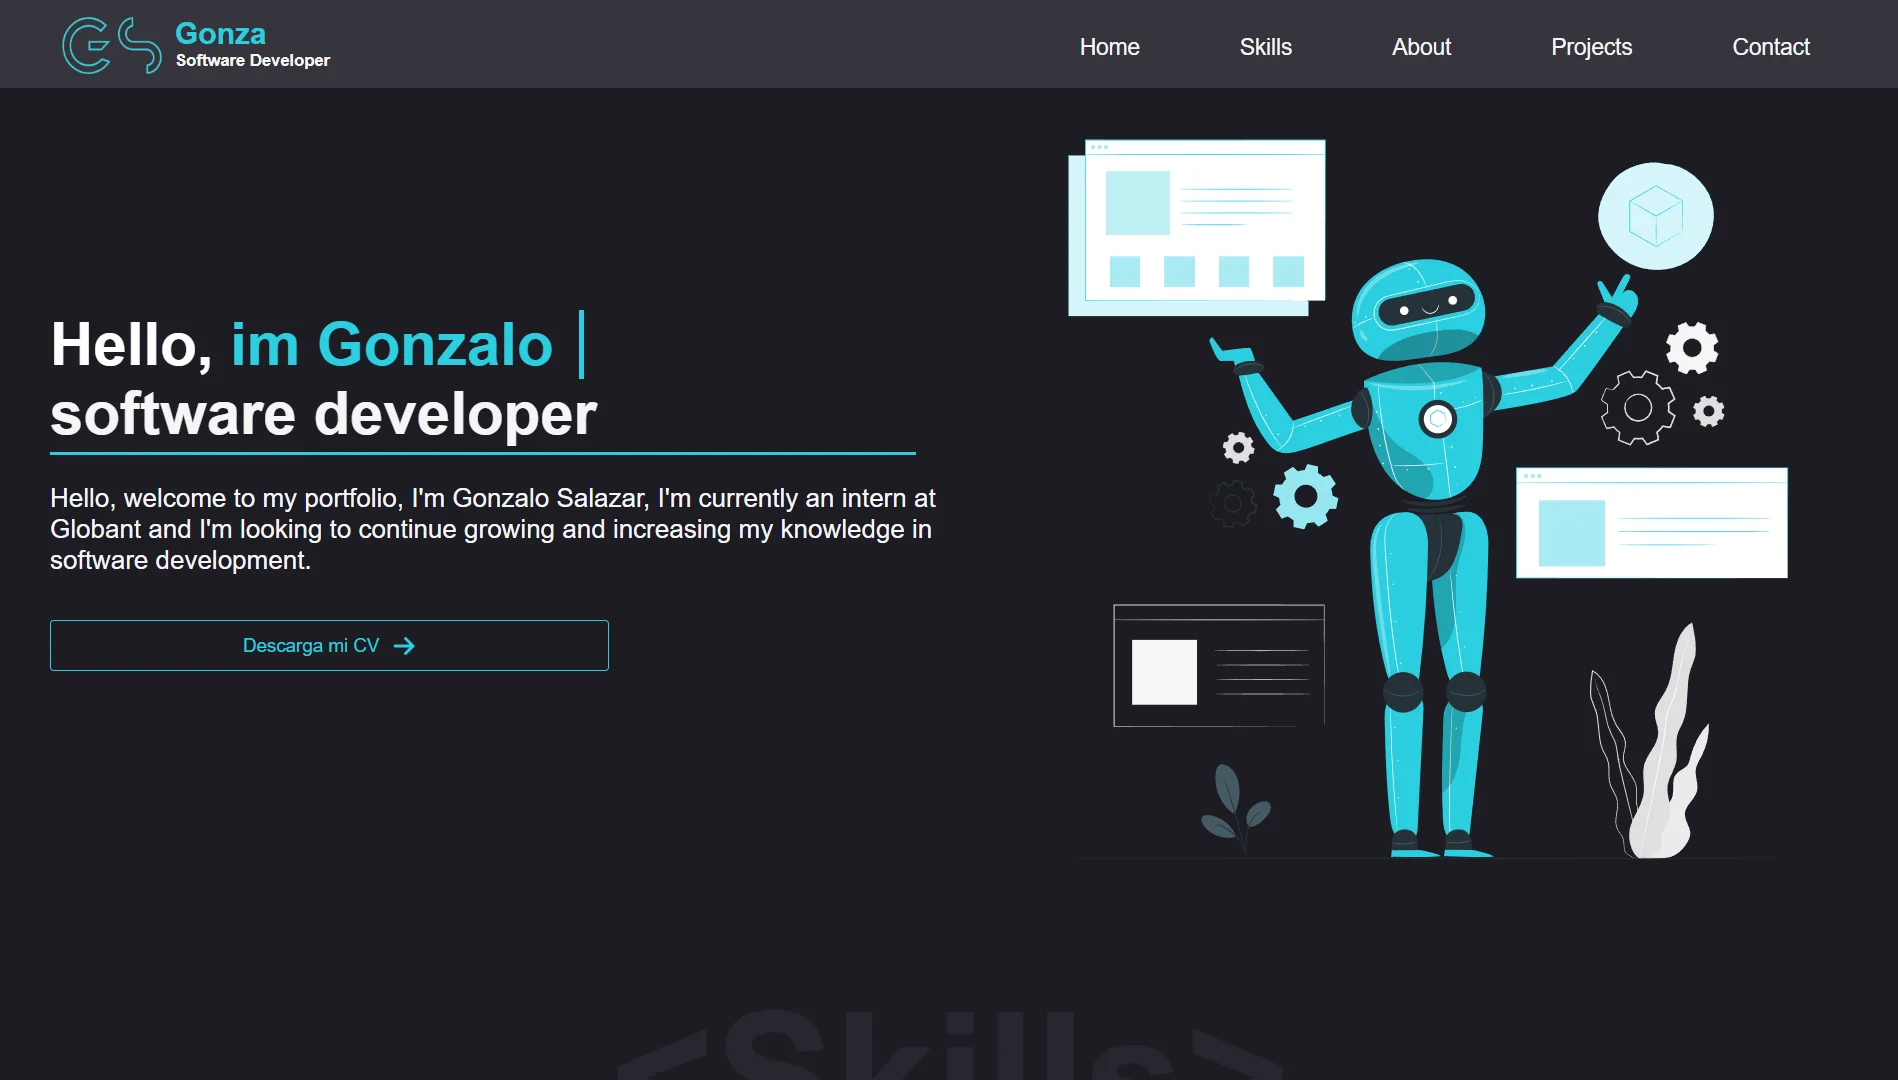 GS
Gonza
Software Developer
Home
Skills
About
Projects
Contact
Hello, im Gonzalo
software developer
Hello, welcome to my portfolio, I'm Gonzalo Salazar, I'm currently an intern at
Globant and I'm looking to continue growing and increasing my knowledge in
software development.
Descarga mi CV
<Skills>